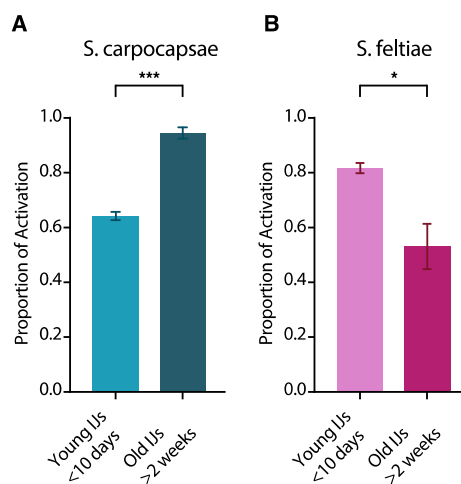 A
S. carpocapsae
***
Proportion of Activation
1.0
0.8
0.6
0.4
0.2
0.0
Young IJs
<10 days
Old IJs
>2 weeks
B
S. feltiae
*
Proportion of Activation
1.0
0.8
0.6
0.4
0.2
0.0
Young IJs
<10 days
Old IJs
>2 weeks